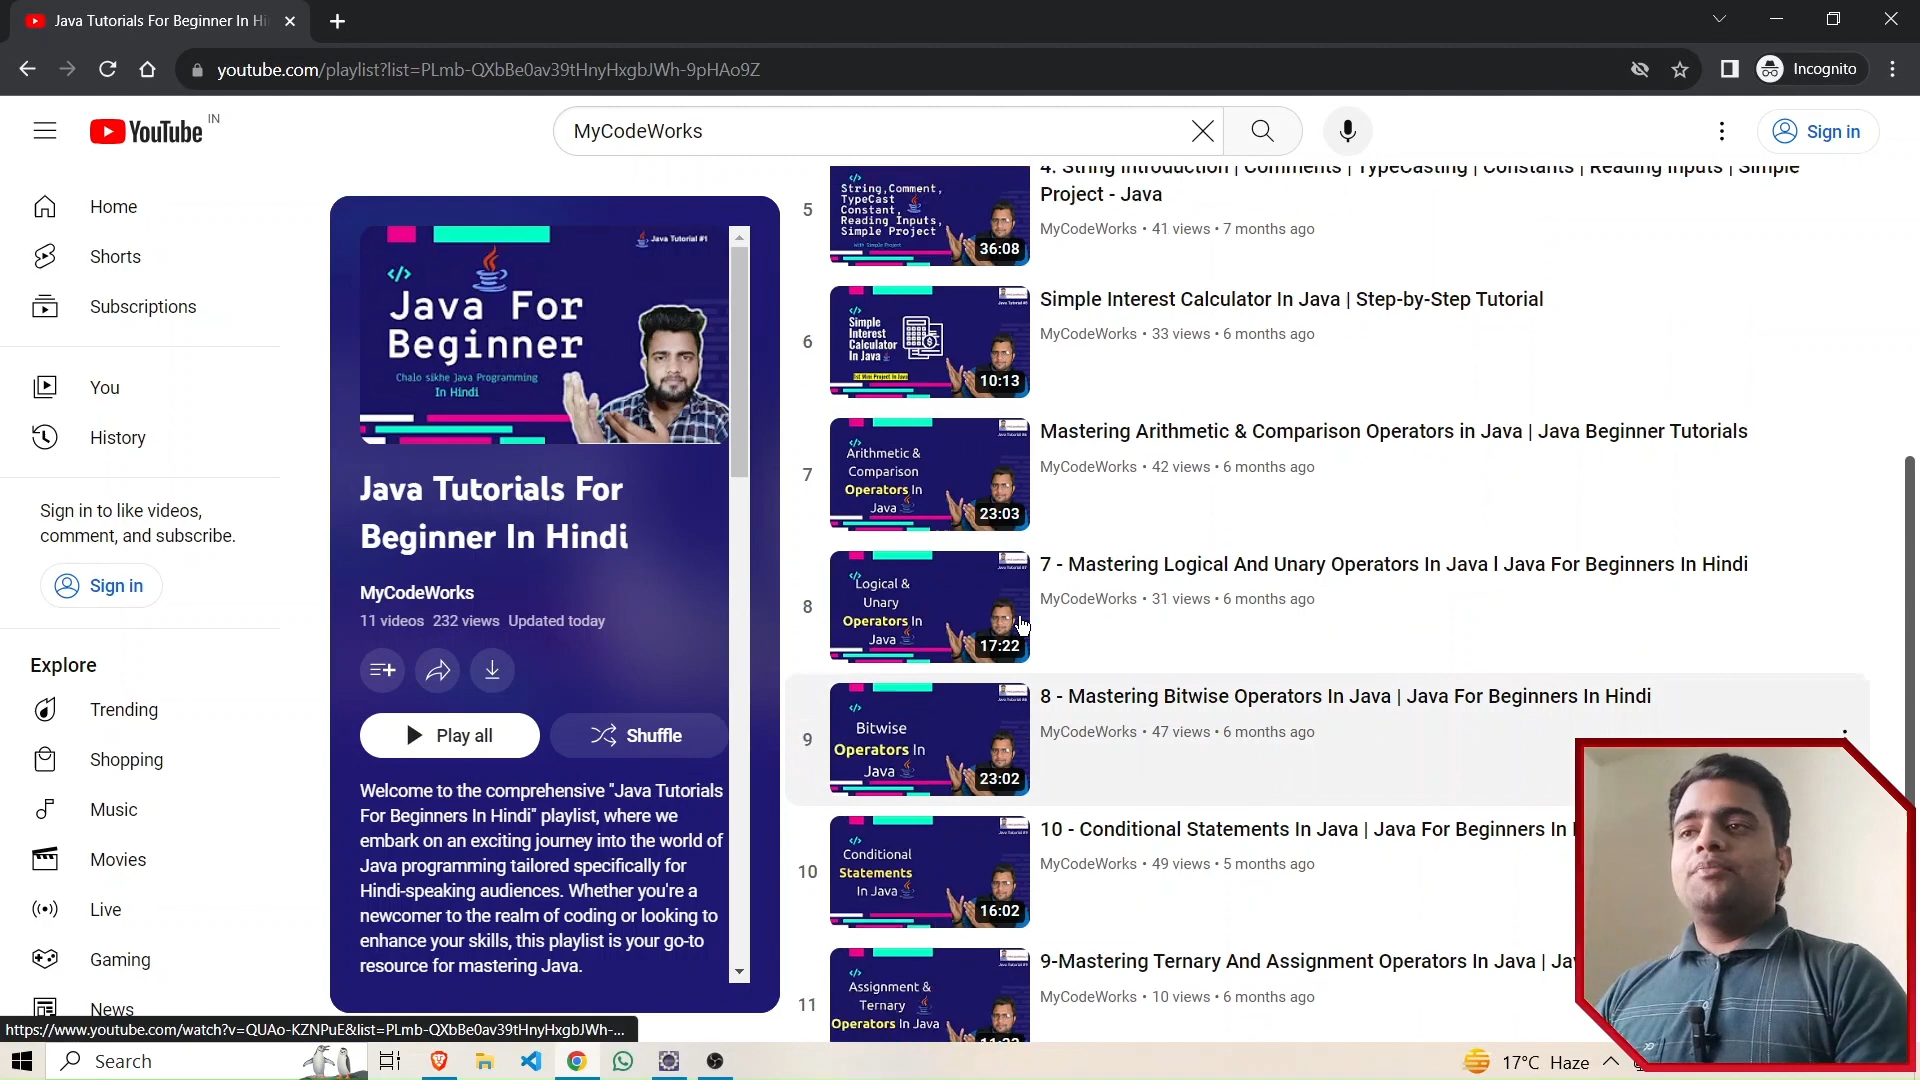 Java Tutorials For Beginner In Hi
youtube.com/playlist?list=PLmb-QXbBe0av39tHnyHxgbJWh-9pHAo9Z
Incognito
YouTube
IN
MyCodeWorks
Sign in
Home
Shorts
Subscriptions
You
History
Sign in to like videos,
comment, and subscribe.
Sign in
Explore
Trending
Shopping
Music
Movies
Live
Gaming
News
Java Tutorial #1
</>
Java For
Beginner
Chalo sikhe Java Programming
In Hindi
Java Tutorials For
Beginner In Hindi
MyCodeWorks
11 videos 232 views Updated today
Play all
Shuffle
Welcome to the comprehensive "Java Tutorials
For Beginners In Hindi" playlist, where we
embark on an exciting journey into the world of
Java programming tailored specifically for
Hindi-speaking audiences. Whether you're a
newcomer to the realm of coding or looking to
enhance your skills, this playlist is your go-to
resource for mastering Java.
5
</>
String,Comment,
TypeCast
Constant,
Reading Inputs,
Simple Project
36:08
4. String Introduction | Comments | TypeCasting | Constants | Reading Inputs | Simple
Project - Java
MyCodeWorks • 41 views • 7 months ago
6
</>
Simple
Interest
Calculator
In Java
1st Mini Project In Java
10:13
Simple Interest Calculator In Java | Step-by-Step Tutorial
MyCodeWorks • 33 views • 6 months ago
7
</>
Arithmetic &
Comparison
Operators In
Java
23:03
Mastering Arithmetic & Comparison Operators in Java | Java Beginner Tutorials
MyCodeWorks • 42 views • 6 months ago
8
</>
Logical &
Unary
Operators In
Java
17:22
7 - Mastering Logical And Unary Operators In Java l Java For Beginners In Hindi
MyCodeWorks • 31 views • 6 months ago
9
</>
Bitwise
Operators In
Java
23:02
8 - Mastering Bitwise Operators In Java | Java For Beginners In Hindi
MyCodeWorks • 47 views • 6 months ago
10
</>
Conditional
Statements
In Java
16:02
10 - Conditional Statements In Java | Java For Beginners In
MyCodeWorks • 49 views • 5 months ago
11
</>
Assignment &
Ternary
Operators In Java
9-Mastering Ternary And Assignment Operators In Java |
MyCodeWorks • 10 views • 6 months ago
https://www.youtube.com/watch?v=QUAo-KZNPuE&list=PLmb-QXbBe0av39tHnyHxgbJWh-...
Search
17°C Haze